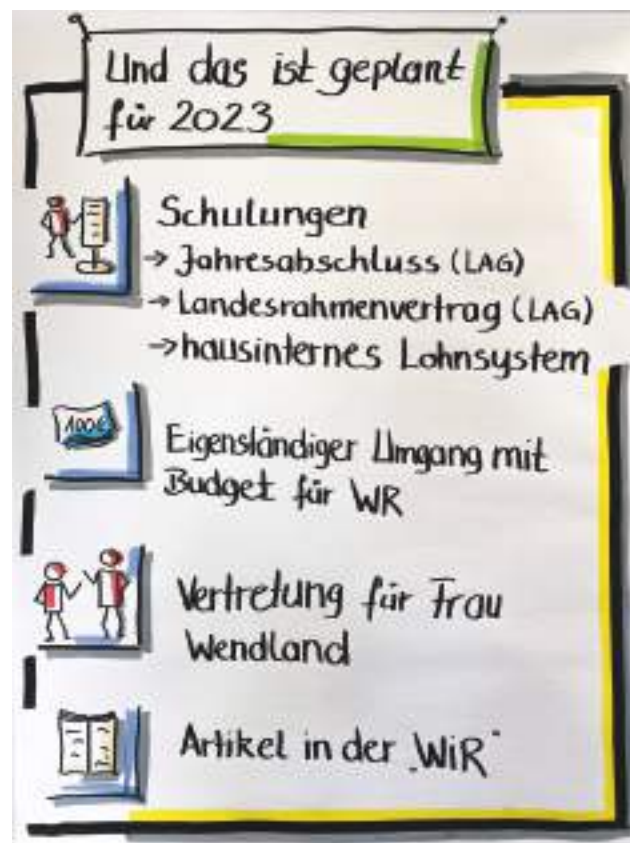 Und das ist geplant
für 2023
Schulungen
→ Jahresabschluss (LAG)
→ Landesrahmenvertrag (LAG)
→ hausinternes Lohnsystem
100€
Eigenständiger Umgang mit
Budget für WR
Vertretung für Frau
Wendland
Artikel in der „WiR“